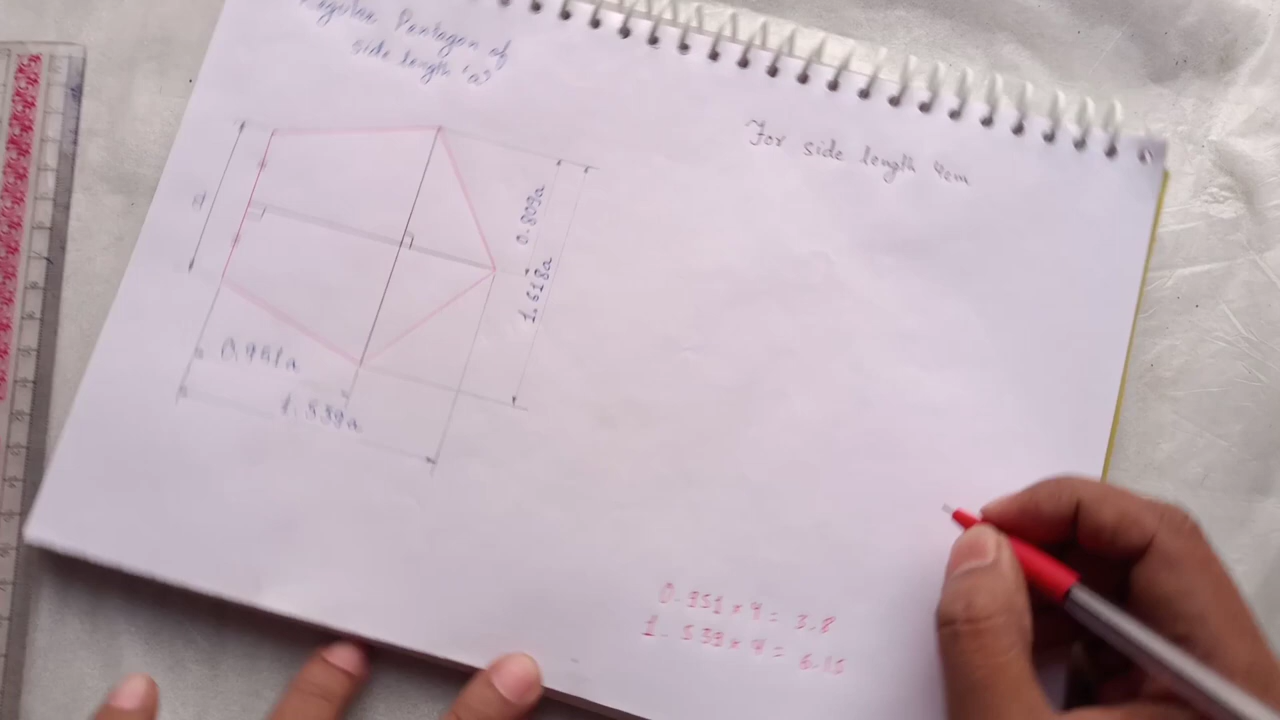 Regular Pentagon of
side length 'a'
For side length 4cm
a
0.809a
1.618a
0.951a
1.539a
0.951 × 4 = 3.8
1.539 × 4 = 6.15